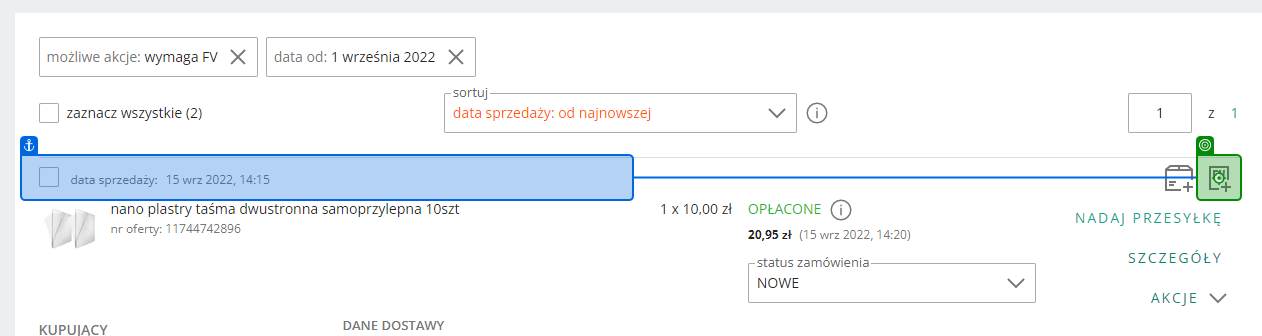 możliwe akcje: wymaga FV
data od: 1 września 2022
zaznacz wszystkie (2)
sortuj
data sprzedaży: od najnowszej
1 z 1
data sprzedaży: 15 wrz 2022, 14:15
nano plastry taśma dwustronna samoprzylepna 10szt
nr oferty: 11744742896
1 x 10,00 zł
OPŁACONE
20,95 zł (15 wrz 2022, 14:20)
status zamówienia
NOWE
NADAJ PRZESYŁKĘ
SZCZEGÓŁY
AKCJE
KUPUJĄCY
DANE DOSTAWY